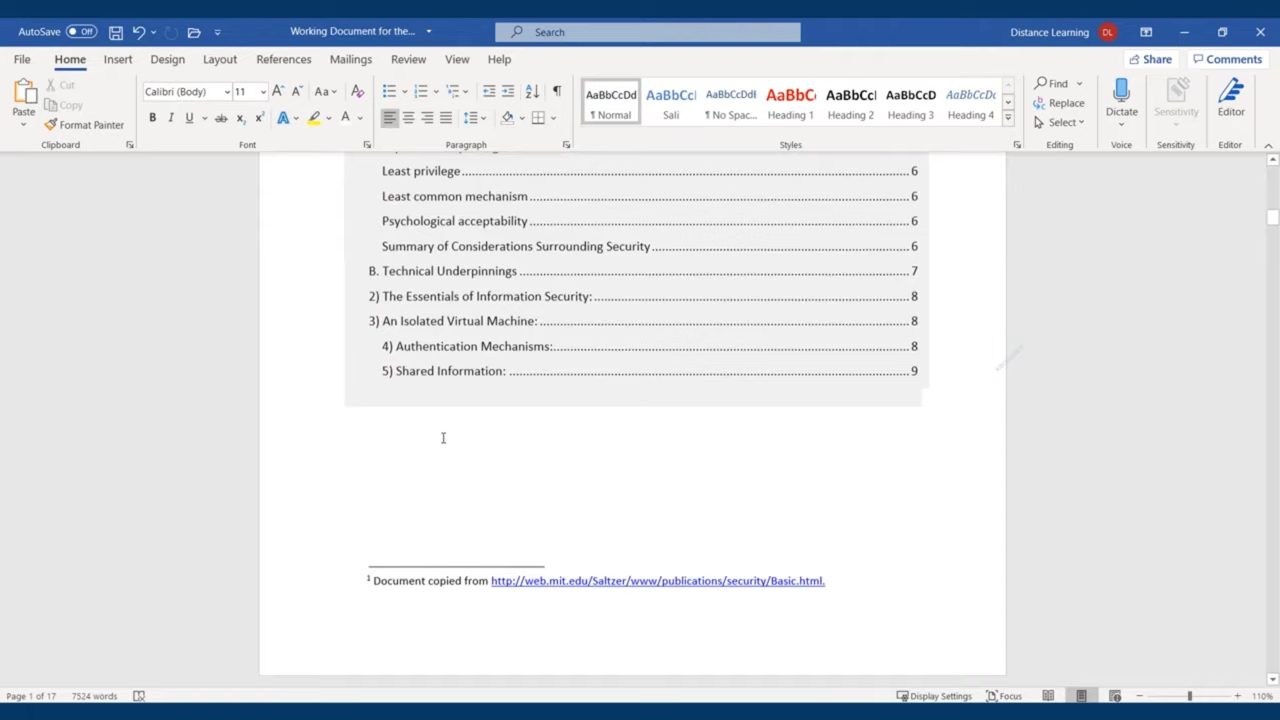 AutoSave Off Working Document for the... Search Distance Learning DL
File Home Insert Design Layout References Mailings Review View Help Share Comments
Paste Cut Copy Format Painter Clipboard
Calibri (Body) 11 Aa Font
Paragraph
AaBbCcDd AaBbCcI AaBbCcDdI AaBbC AaBbCcI AaBbCcD AaBbCcDc
¶ Normal Sali ¶ No Spac... Heading 1 Heading 2 Heading 3 Heading 4
Styles
Find Replace Select Editing
Dictate Voice
Sensitivity Sensitivity
Editor Editor
Least privilege 6
Least common mechanism 6
Psychological acceptability 6
Summary of Considerations Surrounding Security 6
B. Technical Underpinnings 7
2) The Essentials of Information Security: 8
3) An Isolated Virtual Machine: 8
4) Authentication Mechanisms: 8
5) Shared Information: 9
1 Document copied from http://web.mit.edu/Saltzer/www/publications/security/Basic.html.
Page 1 of 17 7524 words Display Settings Focus 110%